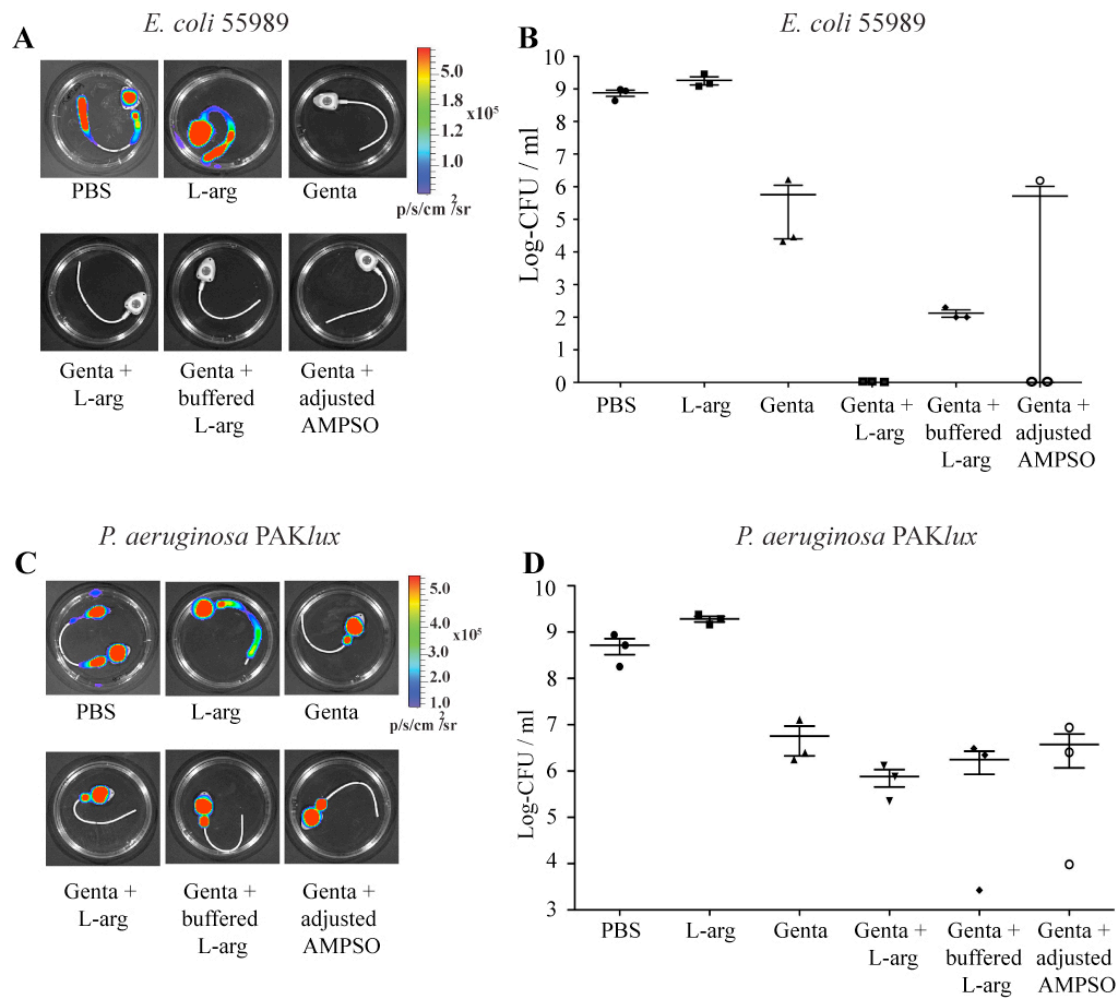 E. coli 55989
A
5.0
1.8
x10⁵
1.2
1.0
p/s/cm²/sr
PBS
L-arg
Genta
Genta +
L-arg
Genta +
buffered
L-arg
Genta +
adjusted
AMPSO
E. coli 55989
B
Log-CFU / ml
10
9
8
7
6
5
4
3
2
1
0
PBS
L-arg
Genta
Genta +
L-arg
Genta +
buffered
L-arg
Genta +
adjusted
AMPSO
P. aeruginosa PAKlux
C
5.0
4.0
x10⁵
3.0
2.0
1.0
p/s/cm²/sr
PBS
L-arg
Genta
Genta +
L-arg
Genta +
buffered
L-arg
Genta +
adjusted
AMPSO
P. aeruginosa PAKlux
D
Log-CFU / ml
10
9
8
7
6
5
4
3
PBS
L-arg
Genta
Genta +
L-arg
Genta +
buffered
L-arg
Genta +
adjusted
AMPSO